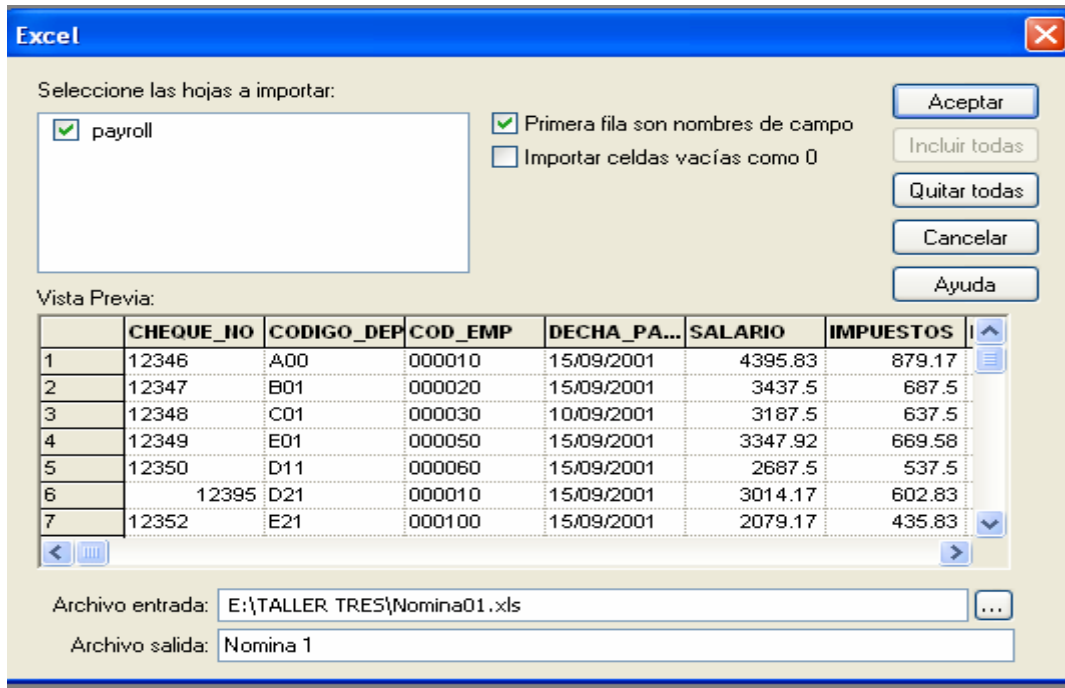 Excel
Seleccione las hojas a importar:
payroll
Primera fila son nombres de campo
Importar celdas vacías como 0
Aceptar
Incluir todas
Quitar todas
Cancelar
Ayuda
Vista Previa:
CHEQUE_NO CODIGO_DEP COD_EMP DECHA_PA... SALARIO IMPUESTOS
1 12346 A00 000010 15/09/2001 4395.83 879.17
2 12347 B01 000020 15/09/2001 3437.5 687.5
3 12348 C01 000030 10/09/2001 3187.5 637.5
4 12349 E01 000050 15/09/2001 3347.92 669.58
5 12350 D11 000060 15/09/2001 2687.5 537.5
6 12395 D21 000010 15/09/2001 3014.17 602.83
7 12352 E21 000100 15/09/2001 2079.17 435.83
Archivo entrada: E:\TALLER TRES\Nomina01.xls ...
Archivo salida: Nomina 1